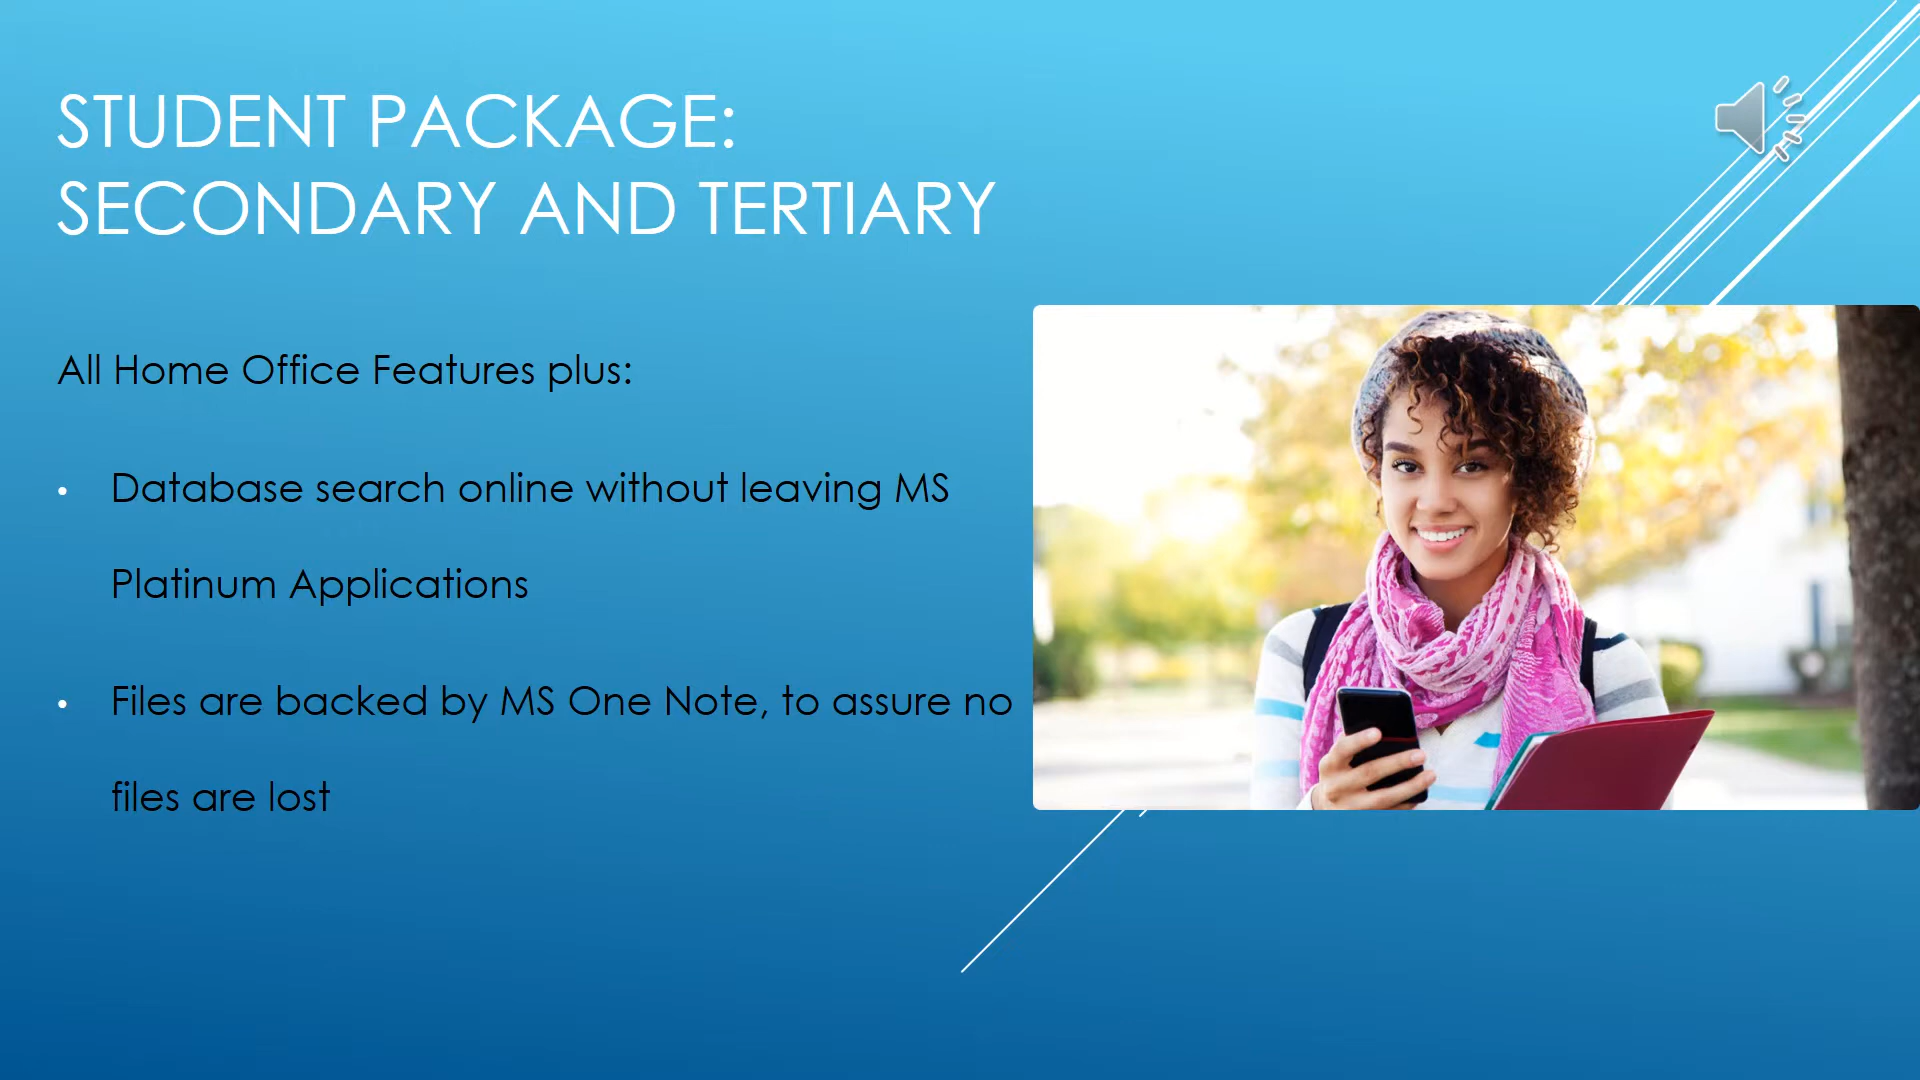 STUDENT PACKAGE:
SECONDARY AND TERTIARY
All Home Office Features plus:
• Database search online without leaving MS
Platinum Applications
• Files are backed by MS One Note, to assure no
files are lost